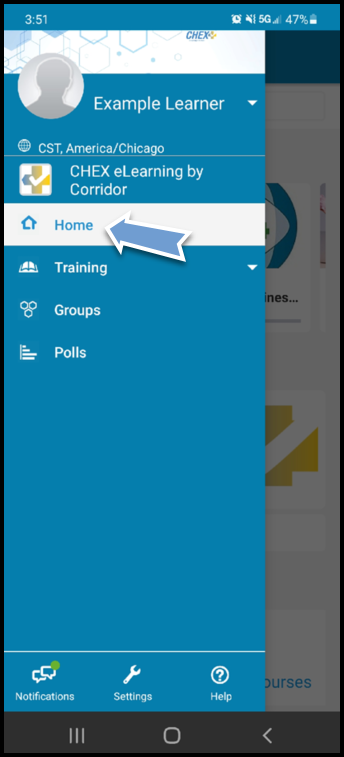 3:51 5G 47%
CHEX
Example Learner
CST, America/Chicago
CHEX eLearning by
Corridor
Home
Training
ines...
Groups
Polls
ourses
Notifications Settings Help